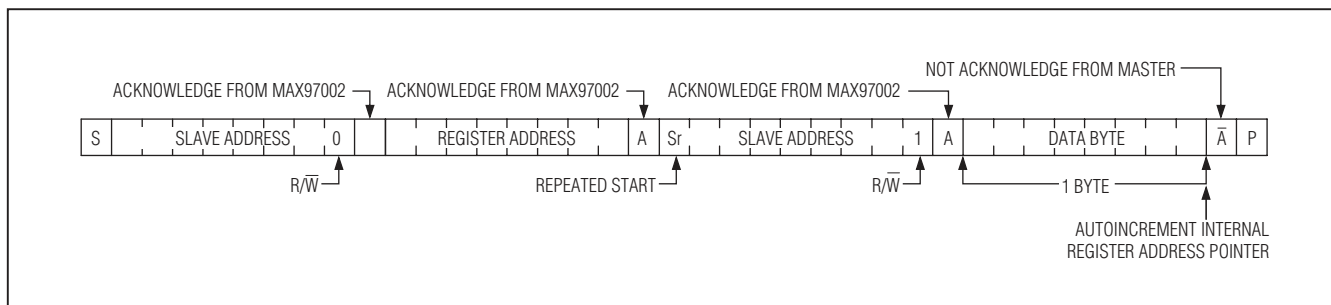 NOT ACKNOWLEDGE FROM MASTER
ACKNOWLEDGE FROM MAX97002 ACKNOWLEDGE FROM MAX97002 ACKNOWLEDGE FROM MAX97002
S SLAVE ADDRESS 0 REGISTER ADDRESS A Sr SLAVE ADDRESS 1 A DATA BYTE A̅ P
R/W̅ REPEATED START R/W̅ 1 BYTE
AUTOINCREMENT INTERNAL
REGISTER ADDRESS POINTER